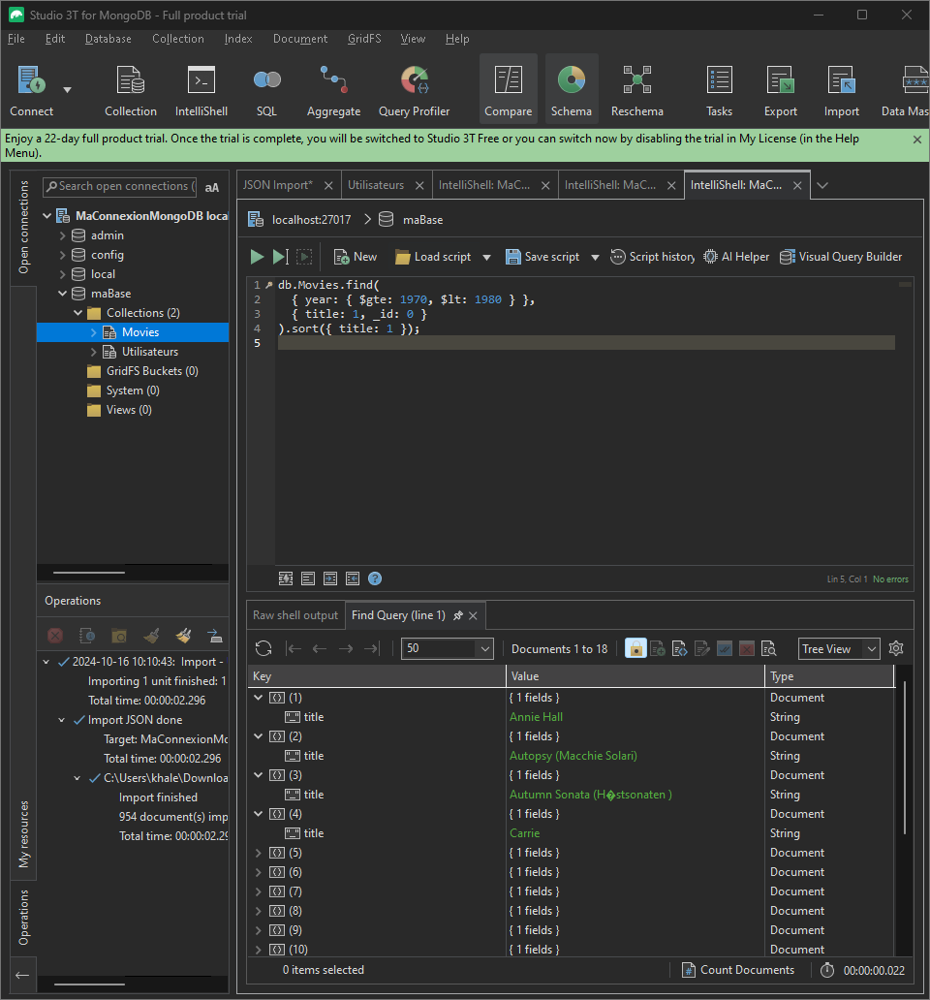 Studio 3T for MongoDB - Full product trial
File Edit Database Collection Index Document GridFS View Help
Connect Collection IntelliShell SQL Aggregate Query Profiler Compare Schema Reschema Tasks Export Import Data Mas
Enjoy a 22-day full product trial. Once the trial is complete, you will be switched to Studio 3T Free or you can switch now by disabling the trial in My License (in the Help
Menu).
Open connections
Search open connections ( aA
MaConnexionMongoDB local
admin
config
local
maBase
Collections (2)
Movies
Utilisateurs
GridFS Buckets (0)
System (0)
Views (0)
JSON Import* Utilisateurs IntelliShell: MaC... IntelliShell: MaC... IntelliShell: MaC...
localhost:27017 maBase
New Load script Save script Script history AI Helper Visual Query Builder
1 db.Movies.find(
2 { year: { $gte: 1970, $lt: 1980 } },
3 { title: 1, _id: 0 }
4 ).sort({ title: 1 });
5
Lin 5, Col 1 No errors
Operations
2024-10-16 10:10:43: Import -
Importing 1 unit finished: 1
Total time: 00:00:02.296
Import JSON done
Target: MaConnexionMo
Total time: 00:00:02.296
C:\Users\khale\Downloa
Import finished
954 document(s) imp
Total time: 00:00:02.29
My resources
Operations
Raw shell output Find Query (line 1)
50 Documents 1 to 18 Tree View
Key Value Type
(1) { 1 fields } Document
title Annie Hall String
(2) { 1 fields } Document
title Autopsy (Macchie Solari) String
(3) { 1 fields } Document
title Autumn Sonata (H�stsonaten ) String
(4) { 1 fields } Document
title Carrie String
(5) { 1 fields } Document
(6) { 1 fields } Document
(7) { 1 fields } Document
(8) { 1 fields } Document
(9) { 1 fields } Document
(10) { 1 fields } Document
0 items selected Count Documents 00:00:00.022